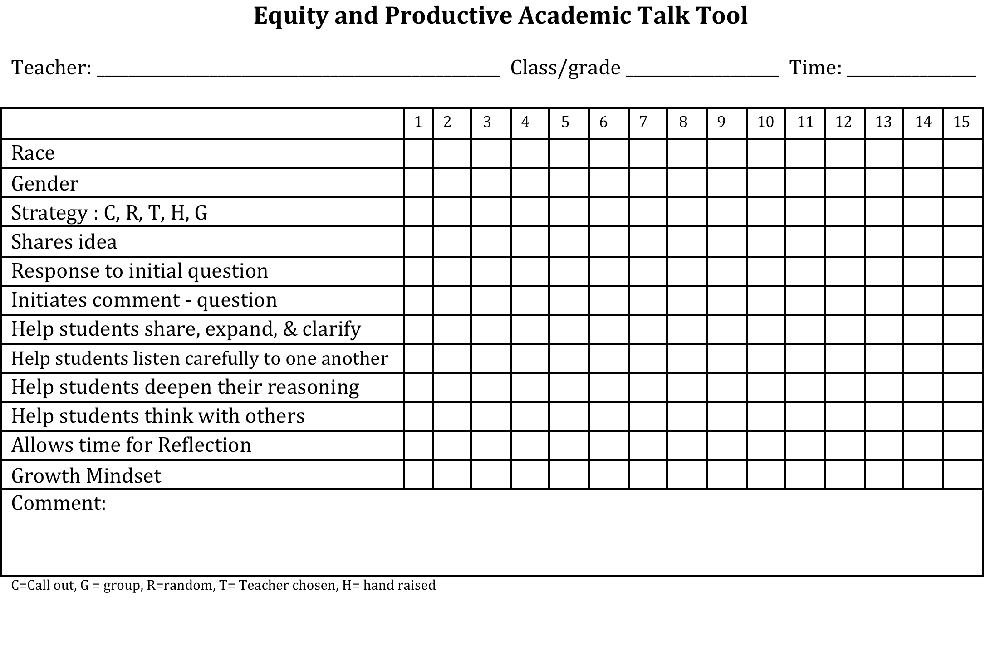 Equity and Productive Academic Talk Tool
Teacher: ______________________________________________ Class/grade _________________ Time: ______________
1 2 3 4 5 6 7 8 9 10 11 12 13 14 15
Race
Gender
Strategy : C, R, T, H, G
Shares idea
Response to initial question
Initiates comment - question
Help students share, expand, & clarify
Help students listen carefully to one another
Help students deepen their reasoning
Help students think with others
Allows time for Reflection
Growth Mindset
Comment:
C=Call out, G = group, R=random, T= Teacher chosen, H= hand raised